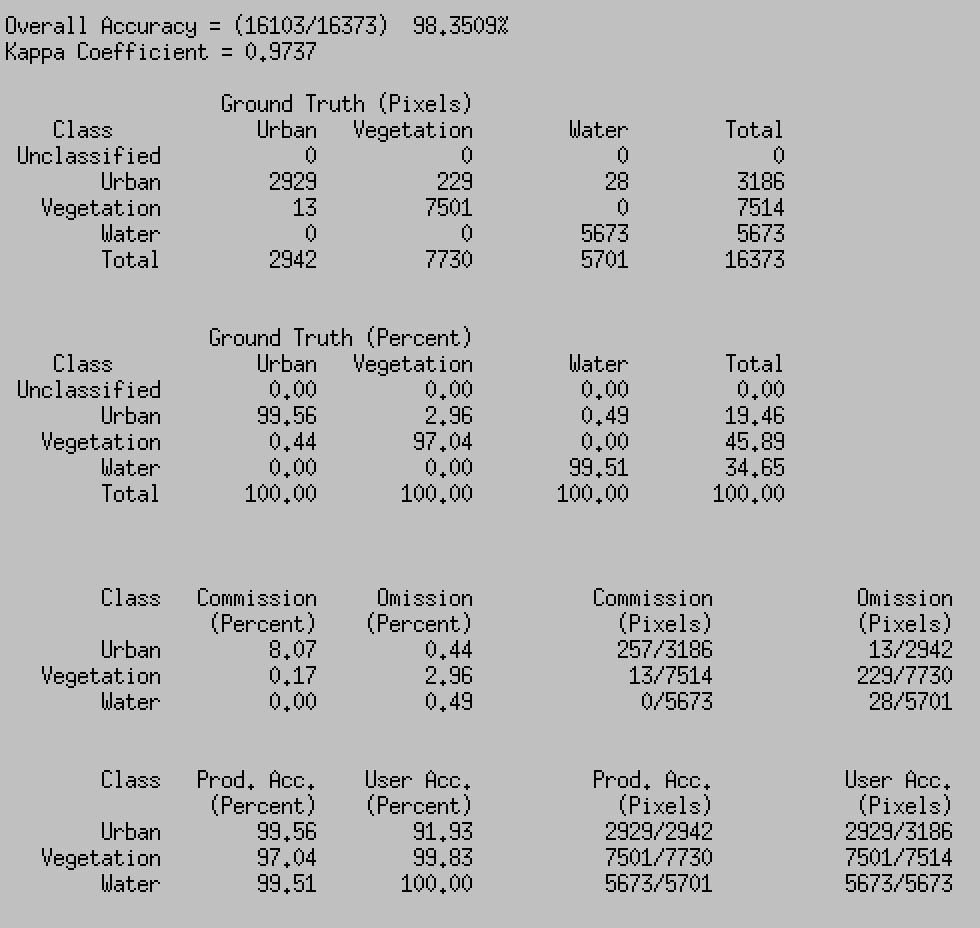 Overall Accuracy = (16103/16373)  98.3509%
Kappa Coefficient = 0.9737
Ground Truth (Pixels)
Class Urban Vegetation Water Total
Unclassified 0 0 0 0
Urban 2929 229 28 3186
Vegetation 13 7501 0 7514
Water 0 0 5673 5673
Total 2942 7730 5701 16373
Ground Truth (Percent)
Class Urban Vegetation Water Total
Unclassified 0.00 0.00 0.00 0.00
Urban 99.56 2.96 0.49 19.46
Vegetation 0.44 97.04 0.00 45.89
Water 0.00 0.00 99.51 34.65
Total 100.00 100.00 100.00 100.00
Class Commission Omission Commission Omission
(Percent) (Percent) (Pixels) (Pixels)
Urban 8.07 0.44 257/3186 13/2942
Vegetation 0.17 2.96 13/7514 229/7730
Water 0.00 0.49 0/5673 28/5701
Class Prod. Acc. User Acc. Prod. Acc. User Acc.
(Percent) (Percent) (Pixels) (Pixels)
Urban 99.56 91.93 2929/2942 2929/3186
Vegetation 97.04 99.83 7501/7730 7501/7514
Water 99.51 100.00 5673/5701 5673/5673